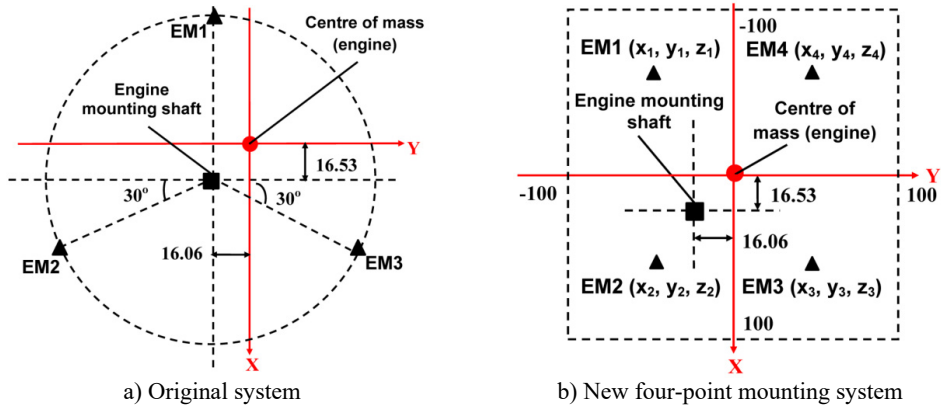 EM1
Centre of mass
(engine)
Engine
mounting shaft
Y
16.53
30º
30º
16.06
EM2
EM3
X
a) Original system
-100
EM1 (x1, y1, z1)
EM4 (x4, y4, z4)
Engine mounting
shaft
Centre of
mass (engine)
Y
-100
100
16.53
16.06
EM2 (x2, y2, z2)
EM3 (x3, y3, z3)
100
X
b) New four-point mounting system